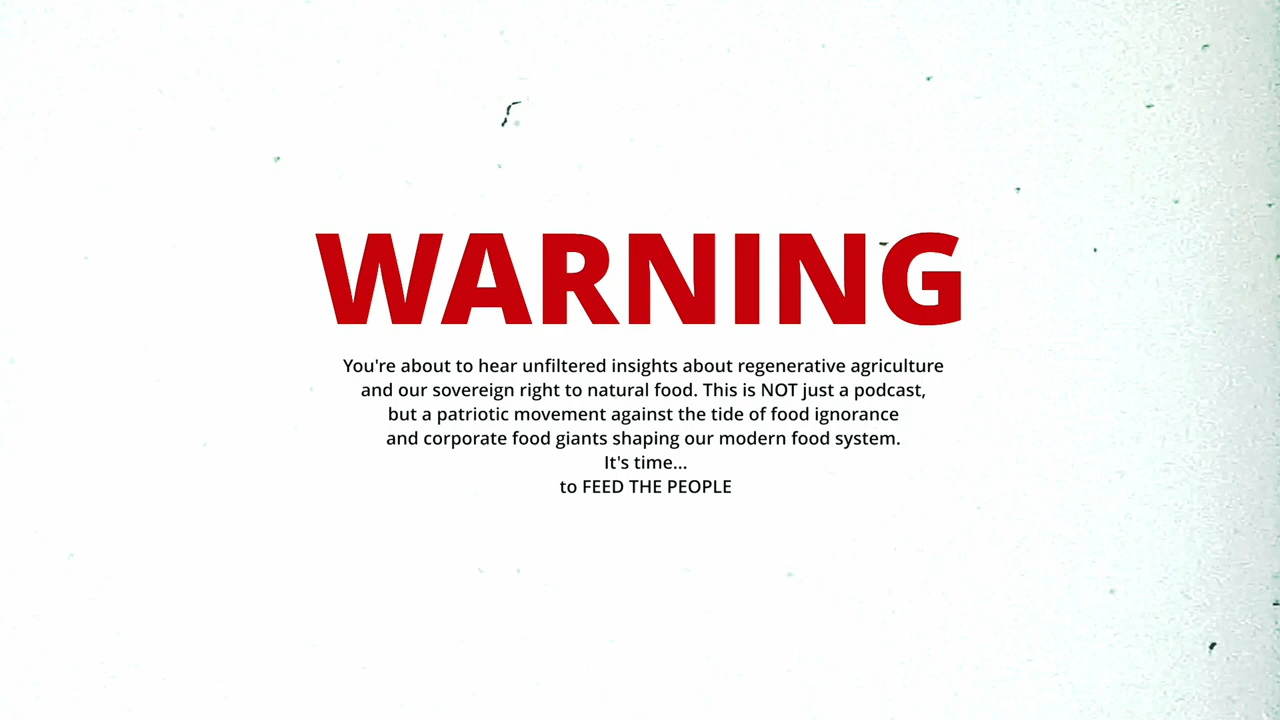 WARNING
You're about to hear unfiltered insights about regenerative agriculture
and our sovereign right to natural food. This is NOT just a podcast,
but a patriotic movement against the tide of food ignorance
and corporate food giants shaping our modern food system.
It's time...
to FEED THE PEOPLE